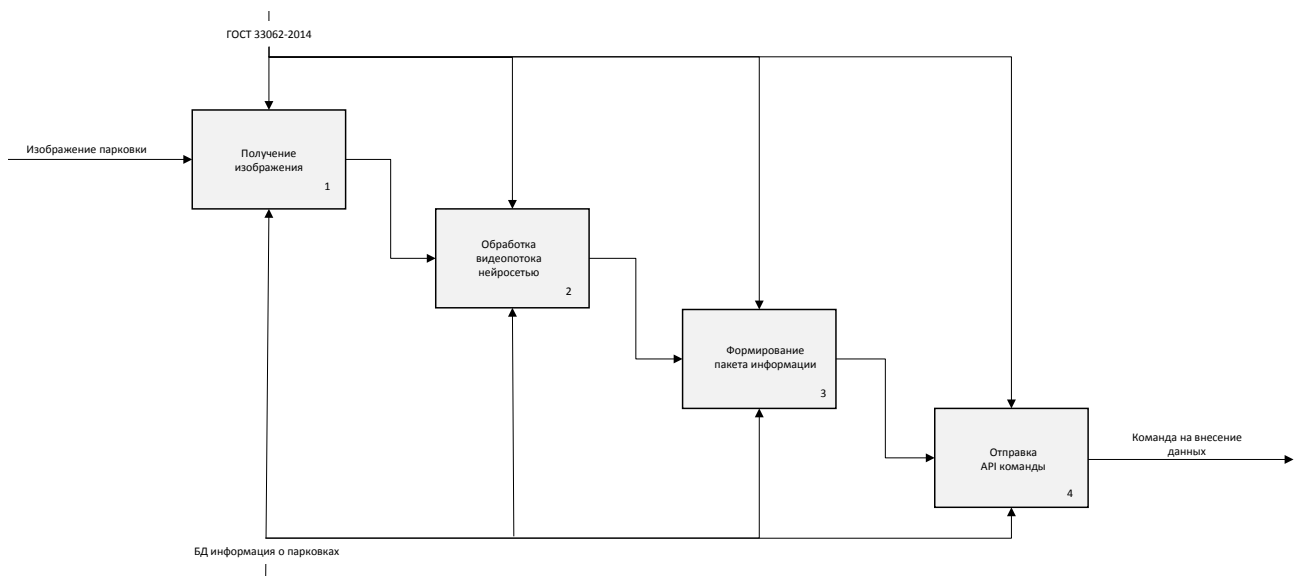 ГОСТ 33062-2014
Изображение парковки
Получение
изображения
1
Обработка
видеопотока
нейросетью
2
Формирование
пакета информации
3
Отправка
API команды
4
Команда на внесение
данных
БД информация о парковках